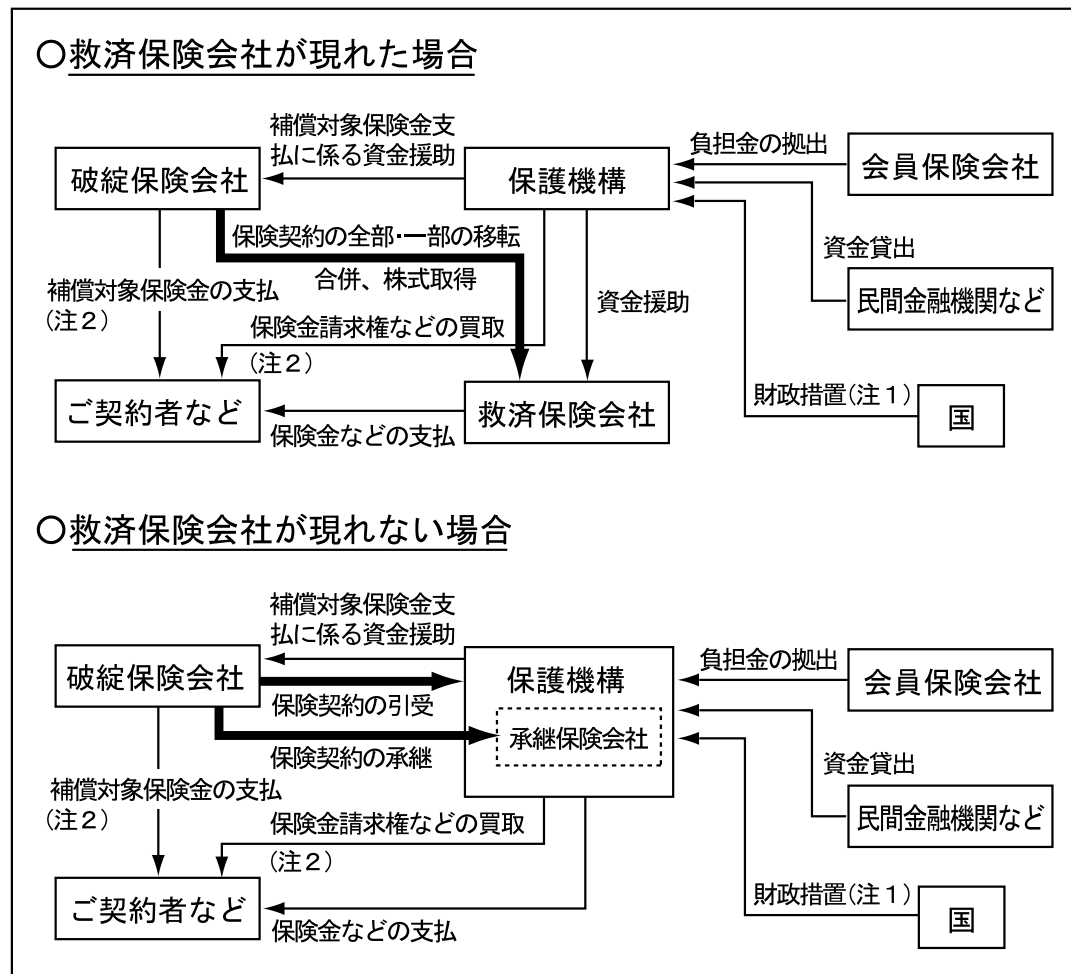 ○救済保険会社が現れた場合
補償対象保険金支
払に係る資金援助
破綻保険会社
保護機構
負担金の拠出
会員保険会社
保険契約の全部・一部の移転
合併、株式取得
資金貸出
民間金融機関など
補償対象保険金の支払
(注2)
資金援助
保険金請求権などの買取
(注2)
ご契約者など
救済保険会社
保険金などの支払
財政措置(注1)
国
○救済保険会社が現れない場合
補償対象保険金支
払に係る資金援助
破綻保険会社
保護機構
負担金の拠出
会員保険会社
保険契約の引受
承継保険会社
保険契約の承継
資金貸出
民間金融機関など
補償対象保険金の支払
(注2)
保険金請求権などの買取
(注2)
ご契約者など
保険金などの支払
財政措置(注1)
国